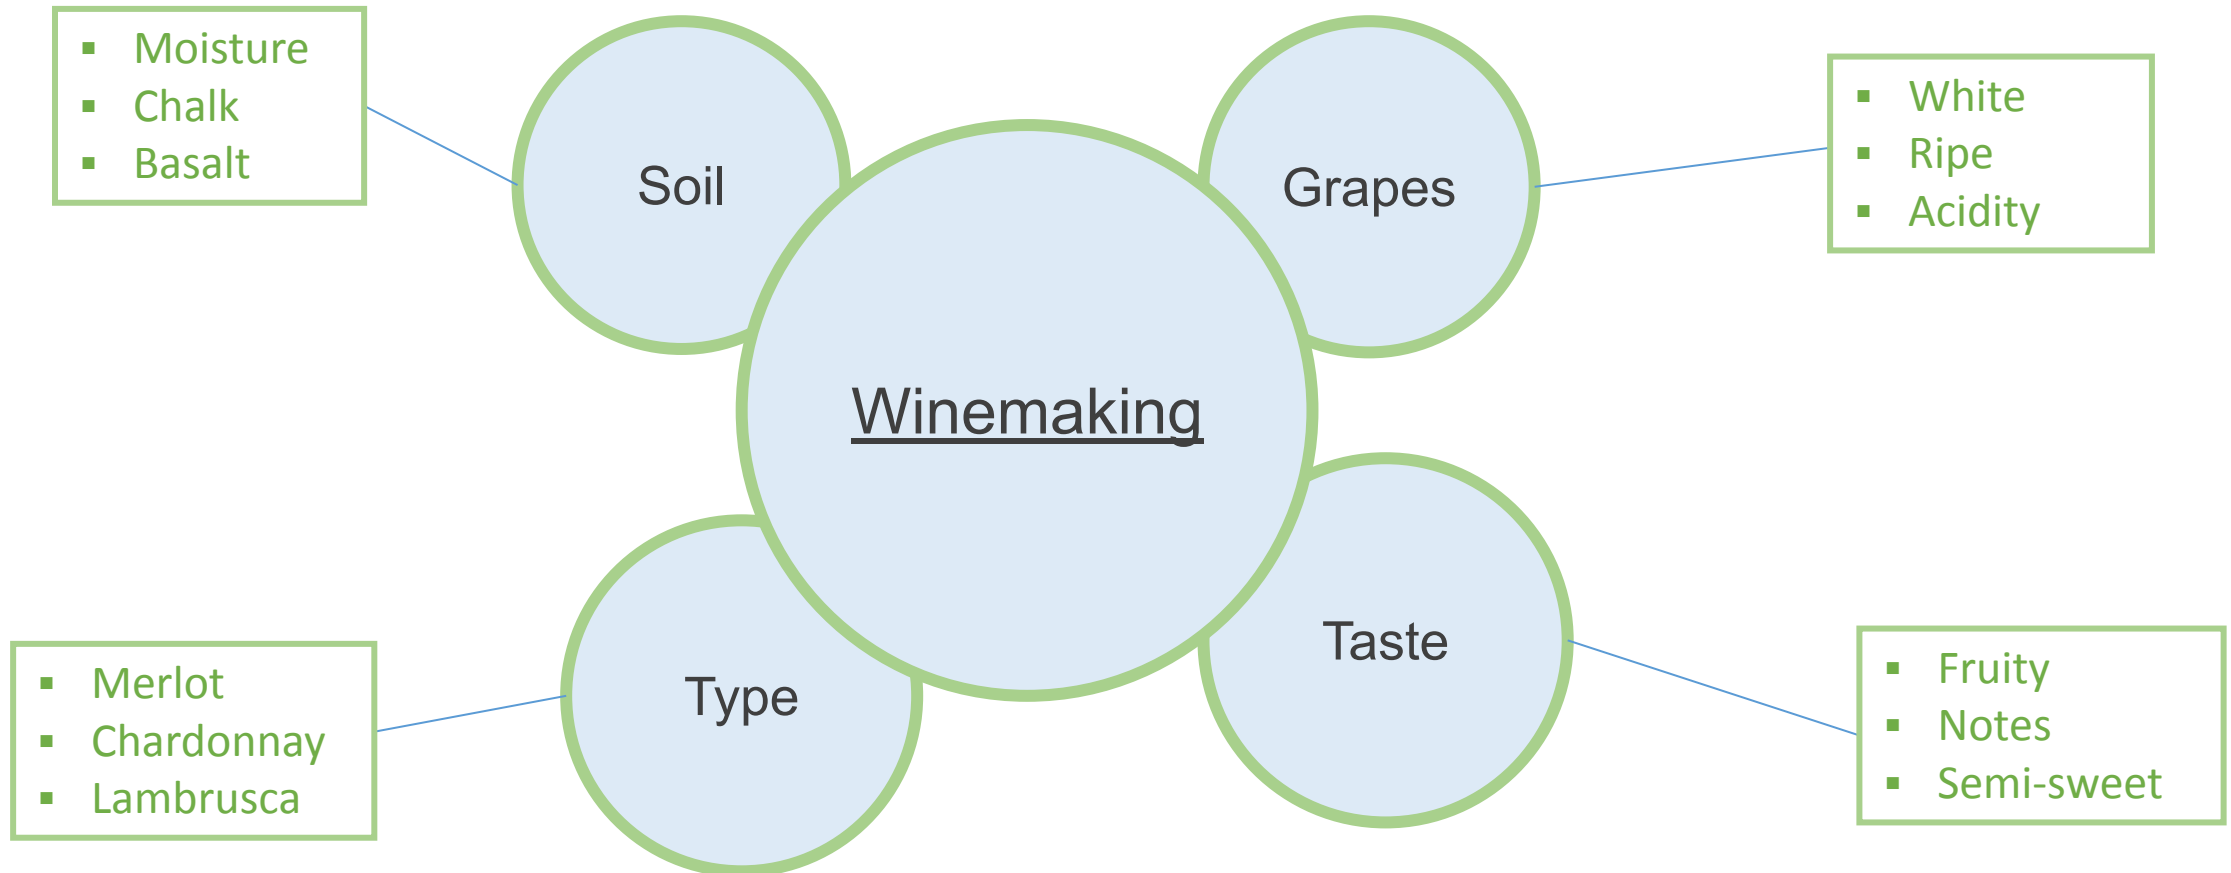 ▪ Moisture
▪ Chalk
▪ Basalt
Soil
Grapes
▪ White
▪ Ripe
▪ Acidity
Winemaking
▪ Merlot
▪ Chardonnay
▪ Lambrusca
Type
Taste
▪ Fruity
▪ Notes
▪ Semi-sweet